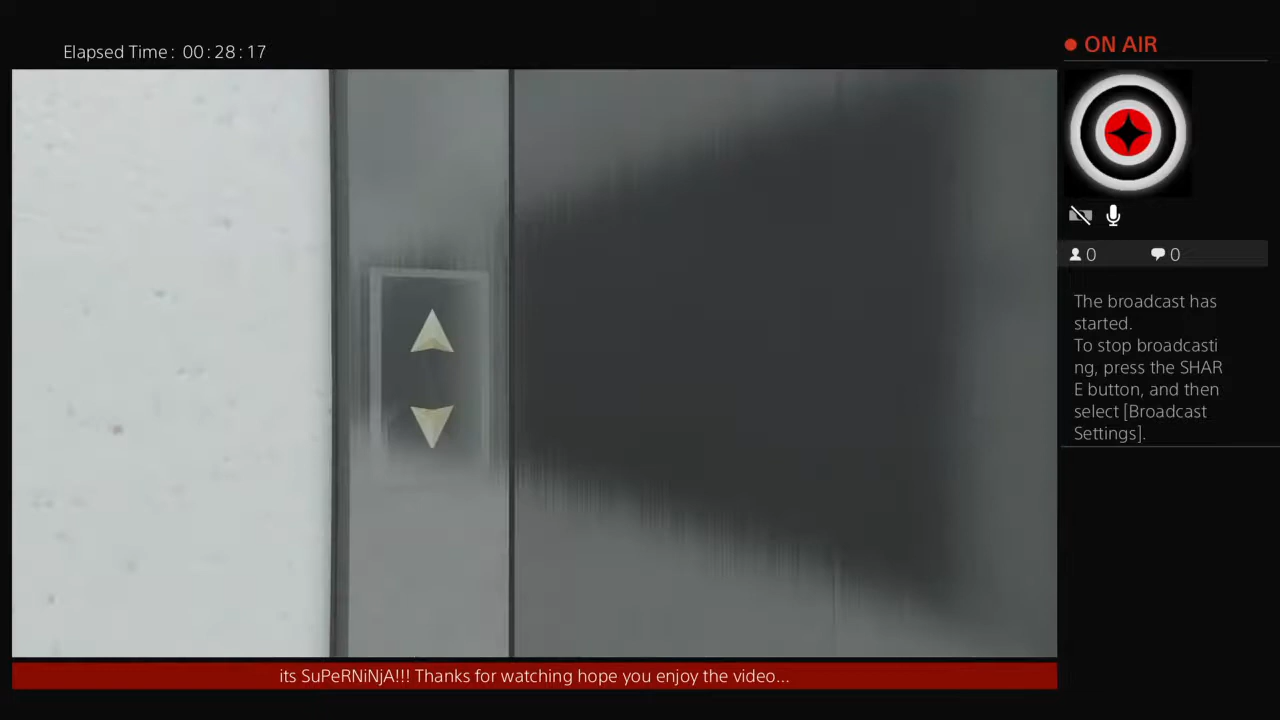 Elapsed Time: 00:28:17
ON AIR
0 0
The broadcast has
started.
To stop broadcasti
ng, press the SHAR
E button, and then
select [Broadcast
Settings].
its SuPeRNiNjA!!! Thanks for watching hope you enjoy the video...